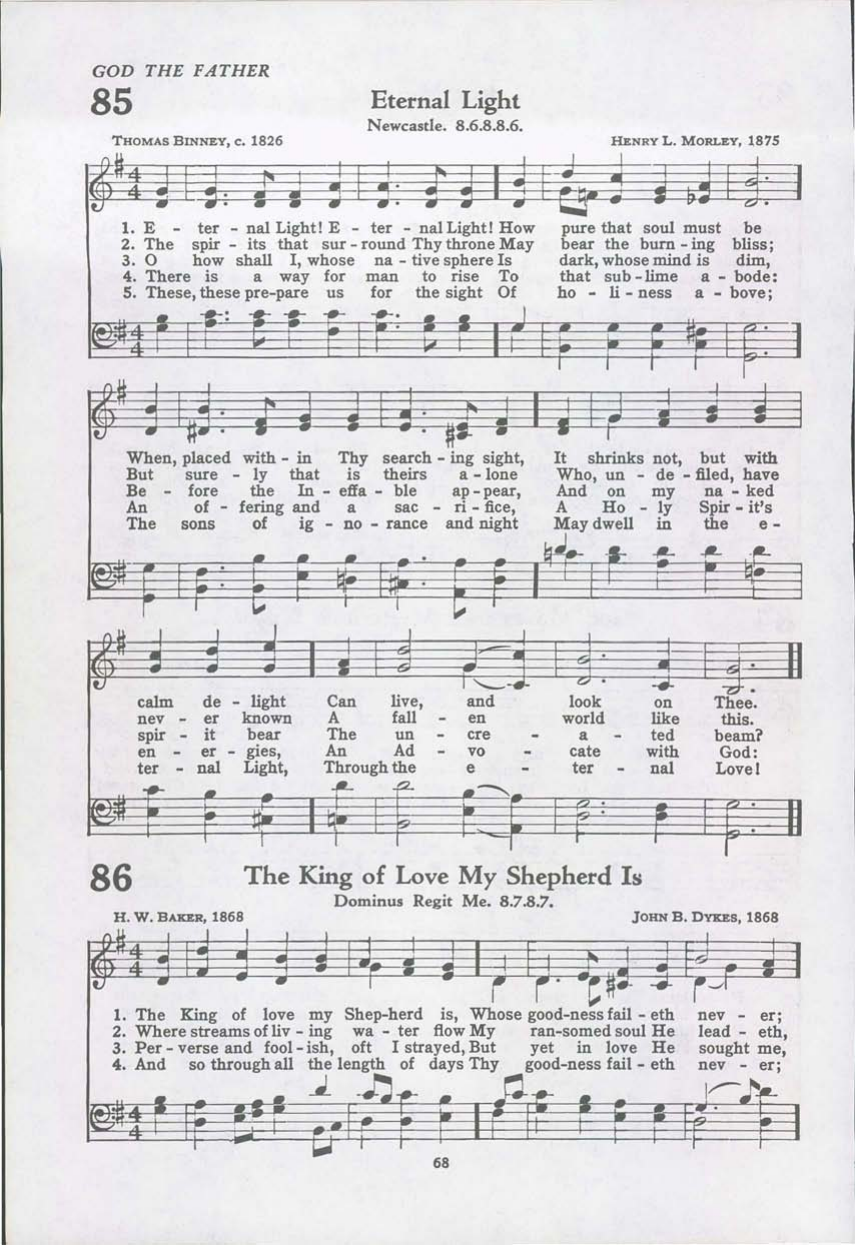 GOD THE FATHER
85 Eternal Light
Newcastle. 8.6.8.8.6.
THOMAS BINNEY, c. 1826 HENRY L. MORLEY, 1875
1. E - ter - nal Light! E - ter - nal Light! How pure that soul must be
2. The spir - its that sur - round Thy throne May bear the burn - ing bliss;
3. O how shall I, whose na - tive sphere Is dark, whose mind is dim,
4. There is a way for man to rise To that sub - lime a - bode:
5. These, these pre-pare us for the sight Of ho - li - ness a - bove;
When, placed with - in Thy search - ing sight, It shrinks not, but with
But sure - ly that is theirs a - lone Who, un - de - filed, have
Be - fore the In - effa - ble ap - pear, And on my na - ked
An of - fering and a sac - ri - fice, A Ho - ly Spir - it's
The sons of ig - no - rance and night May dwell in the e -
calm de - light Can live, and look on Thee.
nev - er known A fall - en world like this.
spir - it bear The un - cre - a - ted beam?
en - er - gies, An Ad - vo - cate with God:
ter - nal Light, Through the e - ter - nal Love!
86 The King of Love My Shepherd Is
Dominus Regit Me. 8.7.8.7.
H. W. BAKER, 1868 JOHN B. DYKES, 1868
1. The King of love my Shep-herd is, Whose good-ness fail - eth nev - er;
2. Where streams of liv - ing wa - ter flow My ran-somed soul He lead - eth,
3. Per - verse and fool - ish, oft I strayed, But yet in love He sought me,
4. And so through all the length of days Thy good-ness fail - eth nev - er;
68